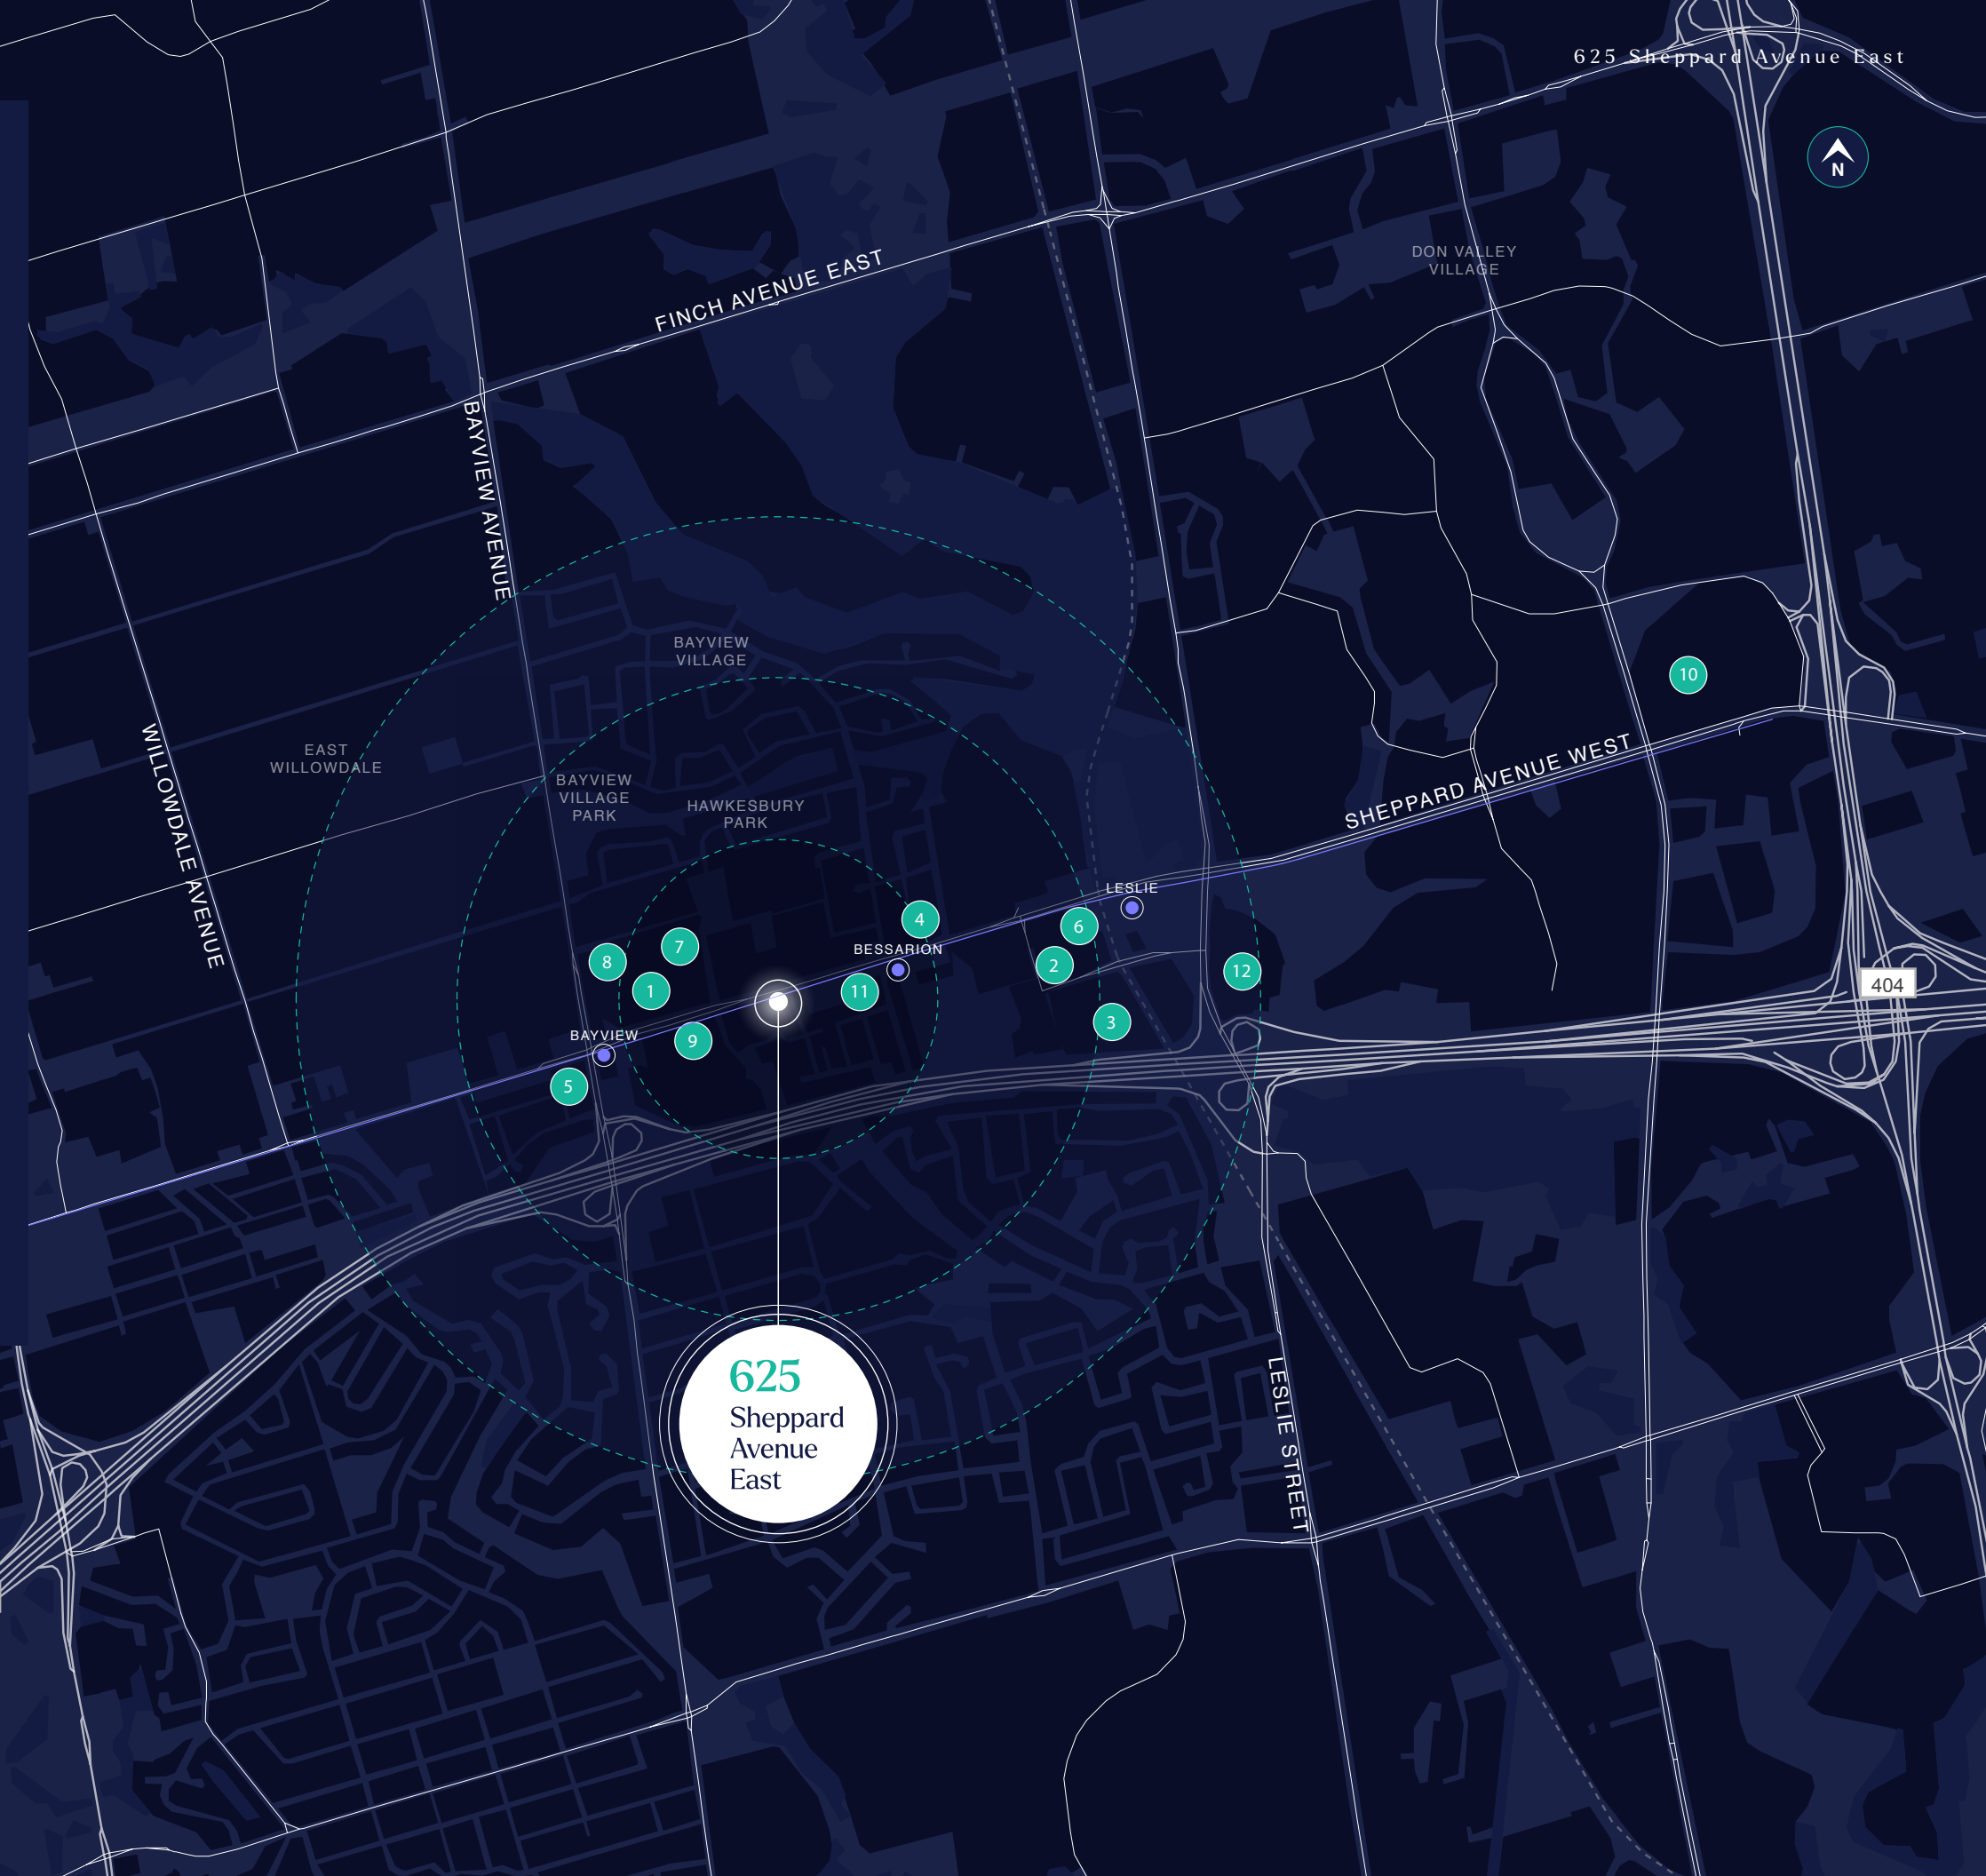 625 Sheppard Avenue East
N
DON VALLEY
VILLAGE
FINCH AVENUE EAST
BAYVIEW AVENUE
BAYVIEW
VILLAGE
10
WILLOWDALE AVENUE
EAST
WILLOWDALE
SHEPPARD AVENUE WEST
BAYVIEW
VILLAGE
PARK
HAWKESBURY
PARK
LESLIE
4
6
7
BESSARION
8
2
12
1
11
404
3
BAYVIEW
9
5
625
Sheppard
Avenue
East
LESLIE STREET